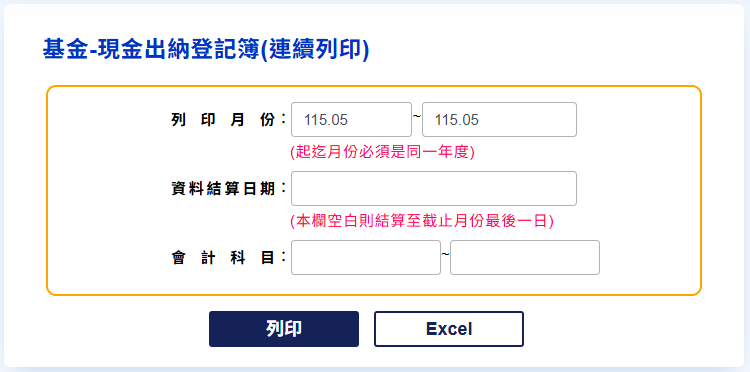 基金-現金出納登記簿(連續列印)
列印月份：115.05~115.05
(起迄月份必須是同一年度)
資料結算日期：
(本欄空白則結算至截止月份最後一日)
會計科目：~
列印 Excel